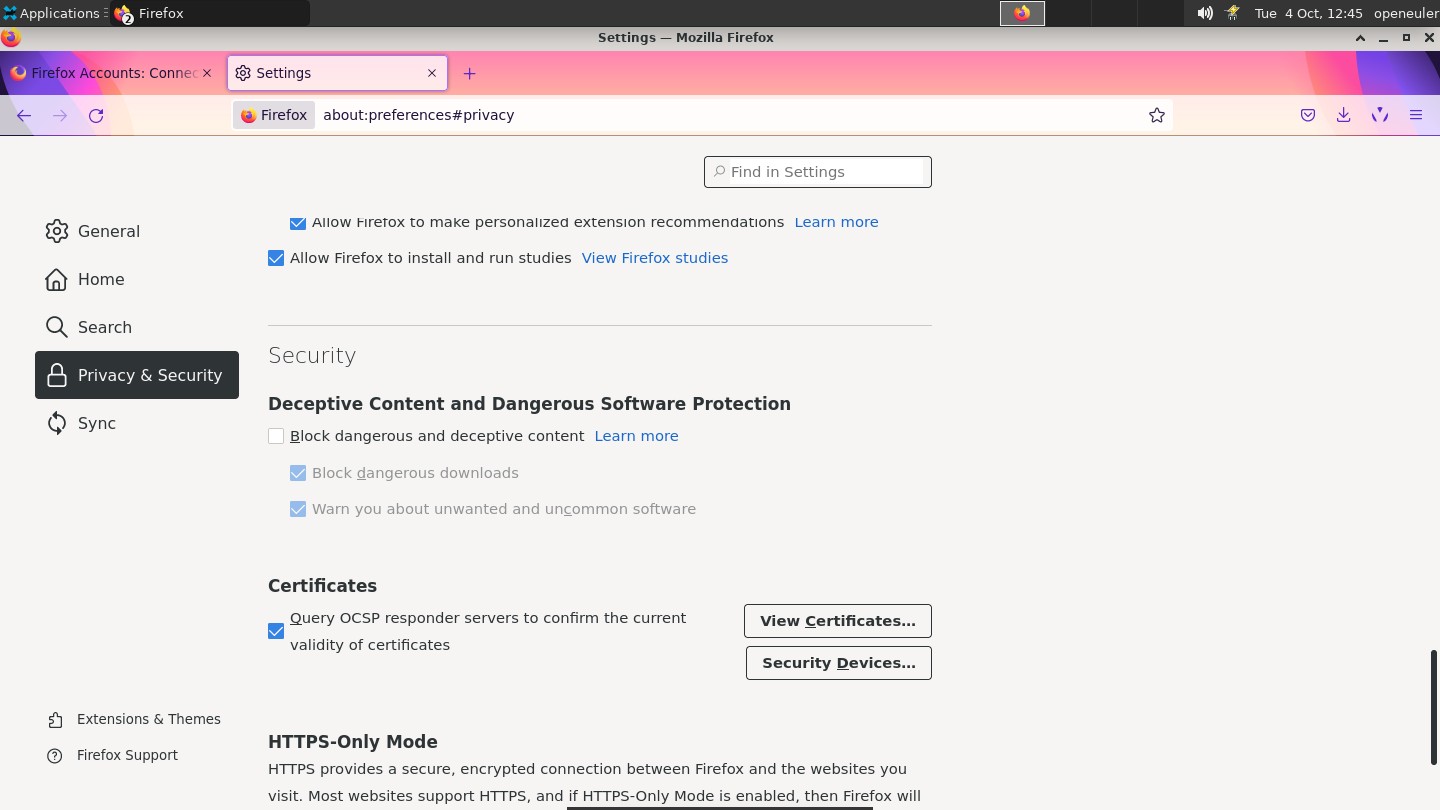 Applications
2 Firefox
Tue 4 Oct, 12:45
openeuler
Settings — Mozilla Firefox
Firefox Accounts: Connec
Settings
Firefox
about:preferences#privacy
Find in Settings
General
Home
Search
Privacy & Security
Sync
Extensions & Themes
Firefox Support
Allow Firefox to make personalized extension recommendations Learn more
Allow Firefox to install and run studies View Firefox studies
Security
Deceptive Content and Dangerous Software Protection
Block dangerous and deceptive content Learn more
Block dangerous downloads
Warn you about unwanted and uncommon software
Certificates
Query OCSP responder servers to confirm the current
validity of certificates
View Certificates...
Security Devices...
HTTPS-Only Mode
HTTPS provides a secure, encrypted connection between Firefox and the websites you
visit. Most websites support HTTPS, and if HTTPS-Only Mode is enabled, then Firefox will